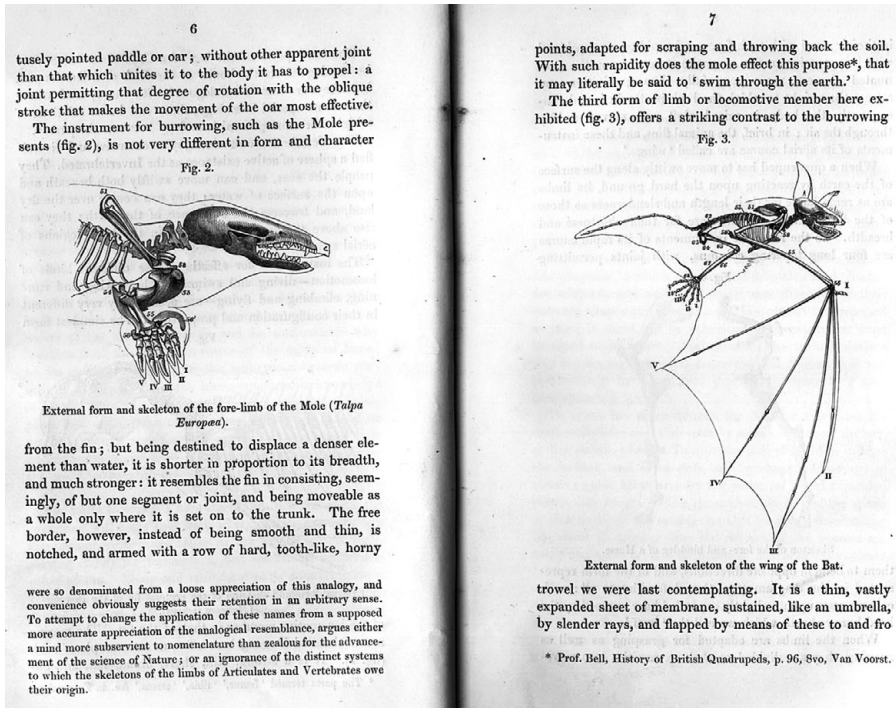 6
tusely pointed paddle or oar; without other apparent joint
than that which unites it to the body it has to propel: a
joint permitting that degree of rotation with the oblique
stroke that makes the movement of the oar most effective.
The instrument for burrowing, such as the Mole pre-
sents (fig. 2), is not very different in form and character
Fig. 2.
51
c
53
54
55
56
V
IV
III
II
I
External form and skeleton of the fore-limb of the Mole (Talpa
Europæa).
from the fin; but being destined to displace a denser ele-
ment than water, it is shorter in proportion to its breadth,
and much stronger: it resembles the fin in consisting, seem-
ingly, of but one segment or joint, and being moveable as
a whole only where it is set on to the trunk. The free
border, however, instead of being smooth and thin, is
notched, and armed with a row of hard, tooth-like, horny
were so denominated from a loose appreciation of this analogy, and
convenience obviously suggests their retention in an arbitrary sense.
To attempt to change the application of these names from a supposed
more accurate appreciation of the analogical resemblance, argues either
a mind more subservient to nomenclature than zealous for the advance-
ment of the science of Nature; or an ignorance of the distinct systems
to which the skeletons of the limbs of Articulates and Vertebrates owe
their origin.
7
points, adapted for scraping and throwing back the soil.
With such rapidity does the mole effect this purpose*, that
it may literally be said to ‘swim through the earth.’
The third form of limb or locomotive member here ex-
hibited (fig. 3), offers a striking contrast to the burrowing
Fig. 3.
I
V
IV
II
III
External form and skeleton of the wing of the Bat.
trowel we were last contemplating. It is a thin, vastly
expanded sheet of membrane, sustained, like an umbrella,
by slender rays, and flapped by means of these to and fro
* Prof. Bell, History of British Quadrupeds, p. 96, 8vo, Van Voorst.